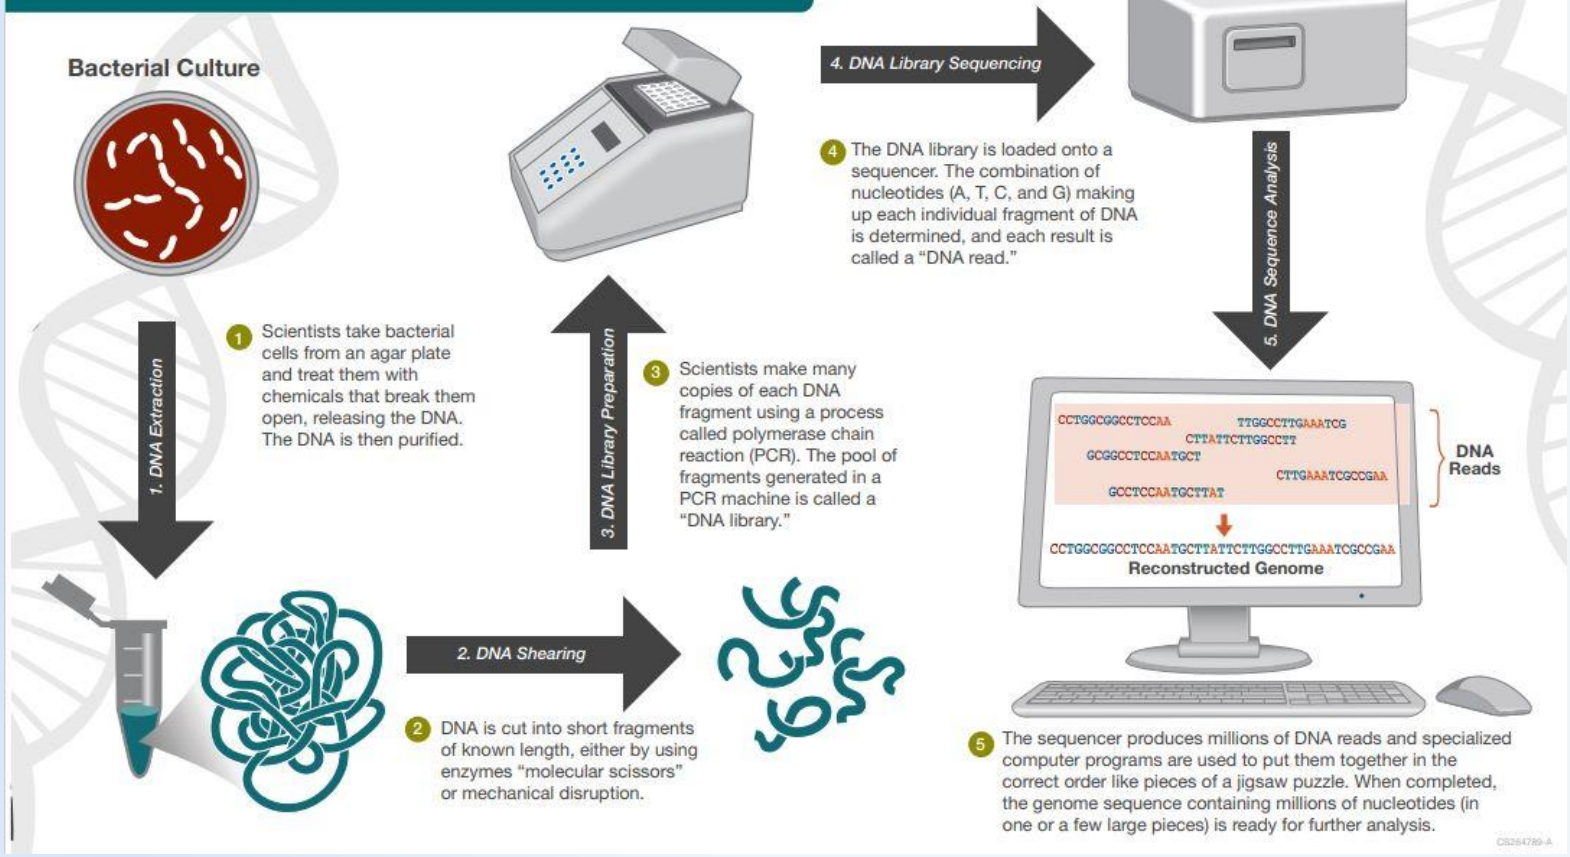 Bacterial Culture
1. DNA Extraction
1
Scientists take bacterial
cells from an agar plate
and treat them with
chemicals that break them
open, releasing the DNA.
The DNA is then purified.
2. DNA Shearing
2
DNA is cut into short fragments
of known length, either by using
enzymes “molecular scissors”
or mechanical disruption.
3. DNA Library Preparation
3
Scientists make many
copies of each DNA
fragment using a process
called polymerase chain
reaction (PCR). The pool of
fragments generated in a
PCR machine is called a
“DNA library.”
4. DNA Library Sequencing
4
The DNA library is loaded onto a
sequencer. The combination of
nucleotides (A, T, C, and G) making
up each individual fragment of DNA
is determined, and each result is
called a “DNA read.”
5. DNA Sequence Analysis
CCTGGCGGCCTCCAA TTGGCCTTGAAATCG
CTTATTCTTGGCCTT
GCGGCCTCCAATGCT
CTTGAAATCGCCGAA
GCCTCCAATGCTTAT
DNA
Reads
CCTGGCGGCCTCCAATGCTTATTCTTGGCCTTGAAATCGCCGAA
Reconstructed Genome
5
The sequencer produces millions of DNA reads and specialized
computer programs are used to put them together in the
correct order like pieces of a jigsaw puzzle. When completed,
the genome sequence containing millions of nucleotides (in
one or a few large pieces) is ready for further analysis.
CS264789-A